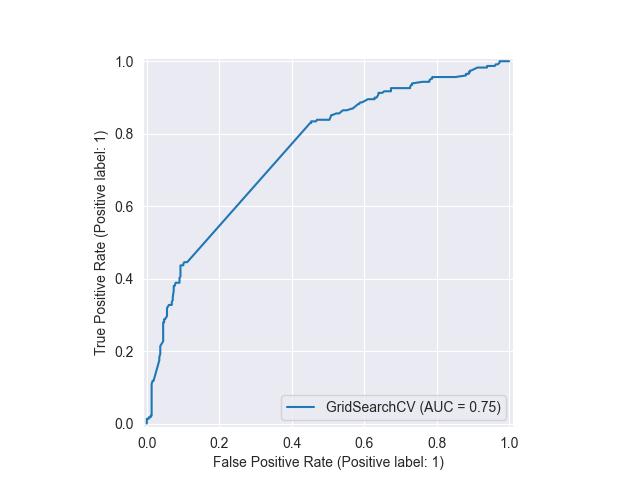 1.0
0.8
0.6
0.4
0.2
0.0
True Positive Rate (Positive label: 1)
GridSearchCV (AUC = 0.75)
0.0 0.2 0.4 0.6 0.8 1.0
False Positive Rate (Positive label: 1)